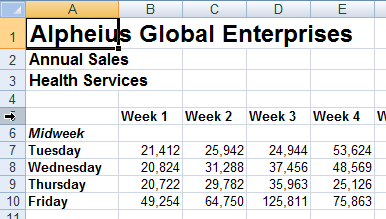 A B C D E
1 Alpheius Global Enterprises
2 Annual Sales
3 Health Services
4
Week 1 Week 2 Week 3 Week 4 W
6 Midweek
7 Tuesday 21,412 25,942 24,944 53,624
8 Wednesday 20,824 31,288 37,456 48,569
9 Thursday 20,722 29,782 35,963 25,126
10 Friday 49,254 64,750 125,811 75,863